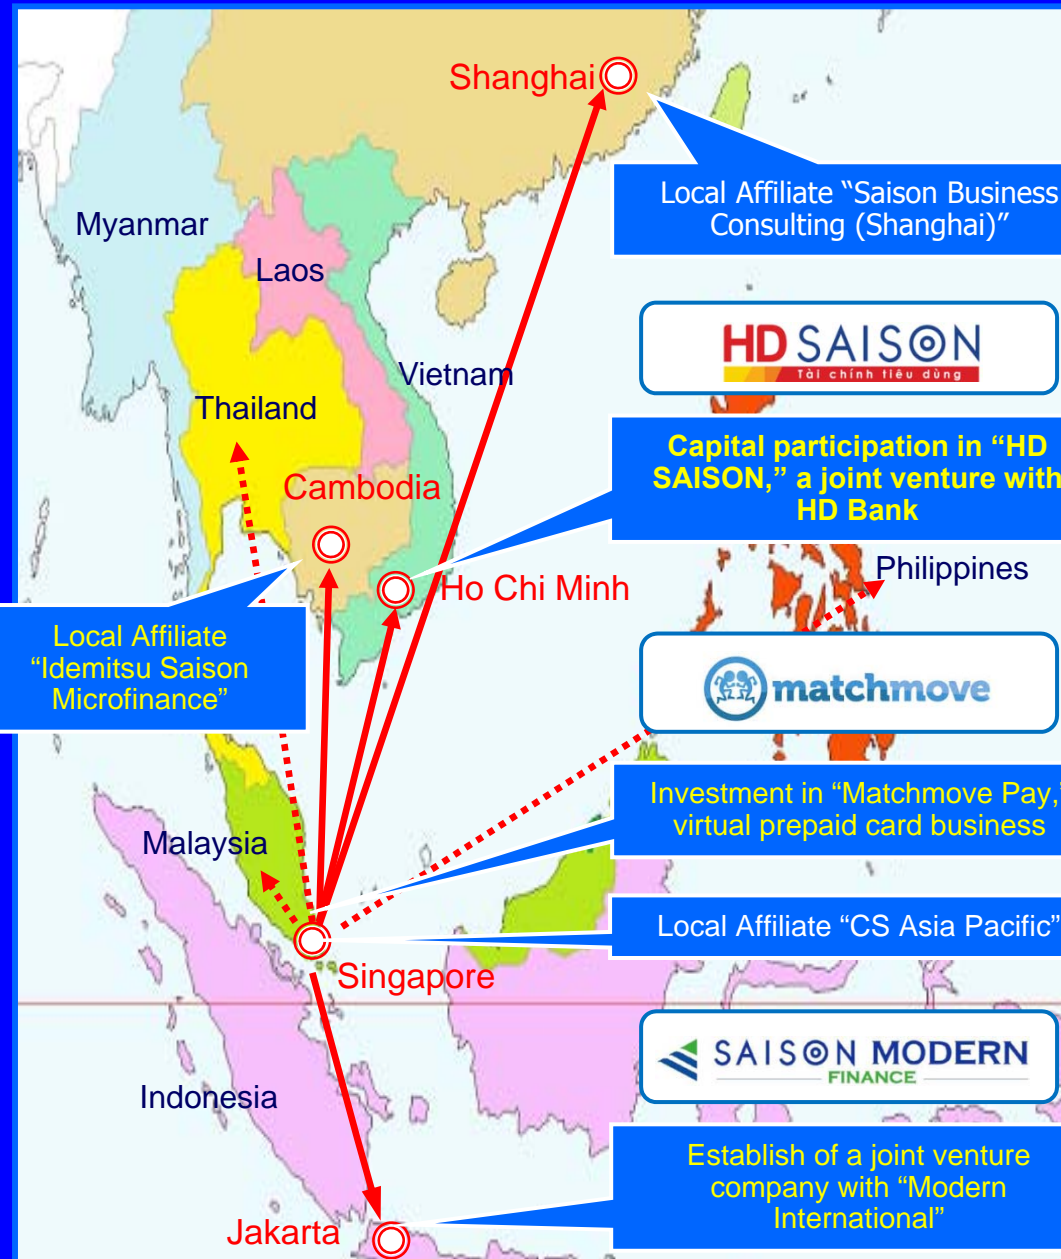 Shanghai
Local Affiliate “Saison Business
Consulting (Shanghai)”
Myanmar
Laos
HD SAISON
Tài chính tiêu dùng
Vietnam
Thailand
Capital participation in “HD
SAISON,” a joint venture with
HD Bank
Cambodia
Philippines
Ho Chi Minh
Local Affiliate
“Idemitsu Saison
Microfinance”
matchmove
Investment in “Matchmove Pay,”
virtual prepaid card business
Malaysia
Local Affiliate “CS Asia Pacific”
Singapore
SAISON MODERN
FINANCE
Indonesia
Establish of a joint venture
company with “Modern
International”
Jakarta